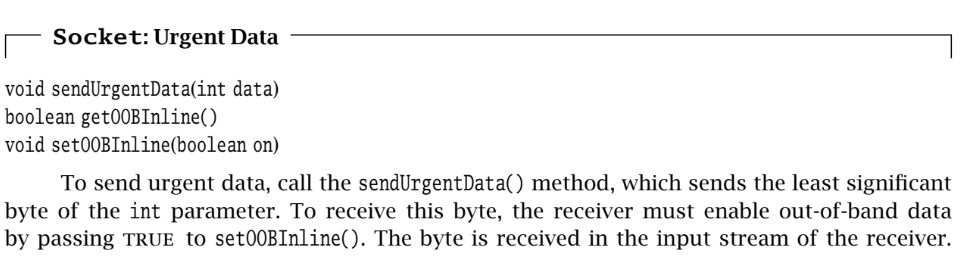 Socket: Urgent Data
void sendUrgentData(int data)
boolean getOOBInline()
void setOOBInline(boolean on)
To send urgent data, call the sendUrgentData() method, which sends the least significant
byte of the int parameter. To receive this byte, the receiver must enable out-of-band data
by passing TRUE to setOOBInline(). The byte is received in the input stream of the receiver.